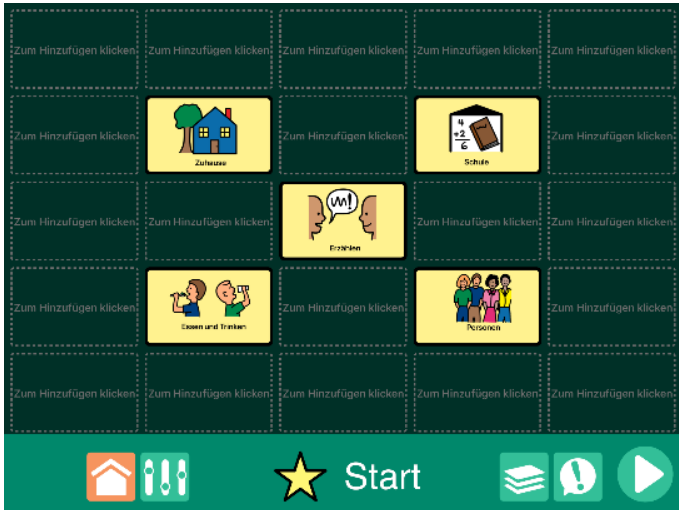 Zum Hinzufügen klicken Zum Hinzufügen klicken Zum Hinzufügen klicken Zum Hinzufügen klicken Zum Hinzufügen klicken
4
+2
6
Zum Hinzufügen klicken Zuhause Zum Hinzufügen klicken Schule Zum Hinzufügen klicken
Zum Hinzufügen klicken Zum Hinzufügen klicken Erzählen Zum Hinzufügen klicken Zum Hinzufügen klicken
Zum Hinzufügen klicken Essen und Trinken Zum Hinzufügen klicken Personen Zum Hinzufügen klicken
Zum Hinzufügen klicken Zum Hinzufügen klicken Zum Hinzufügen klicken Zum Hinzufügen klicken Zum Hinzufügen klicken
Start